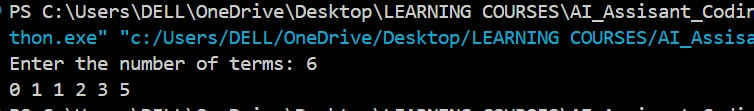 PS C:\Users\DELL\OneDrive\Desktop\LEARNING COURSES\AI_Assisant_Codin
thon.exe" "c:/Users/DELL/OneDrive/Desktop/LEARNING COURSES/AI_Assisa
Enter the number of terms: 6
0 1 1 2 3 5